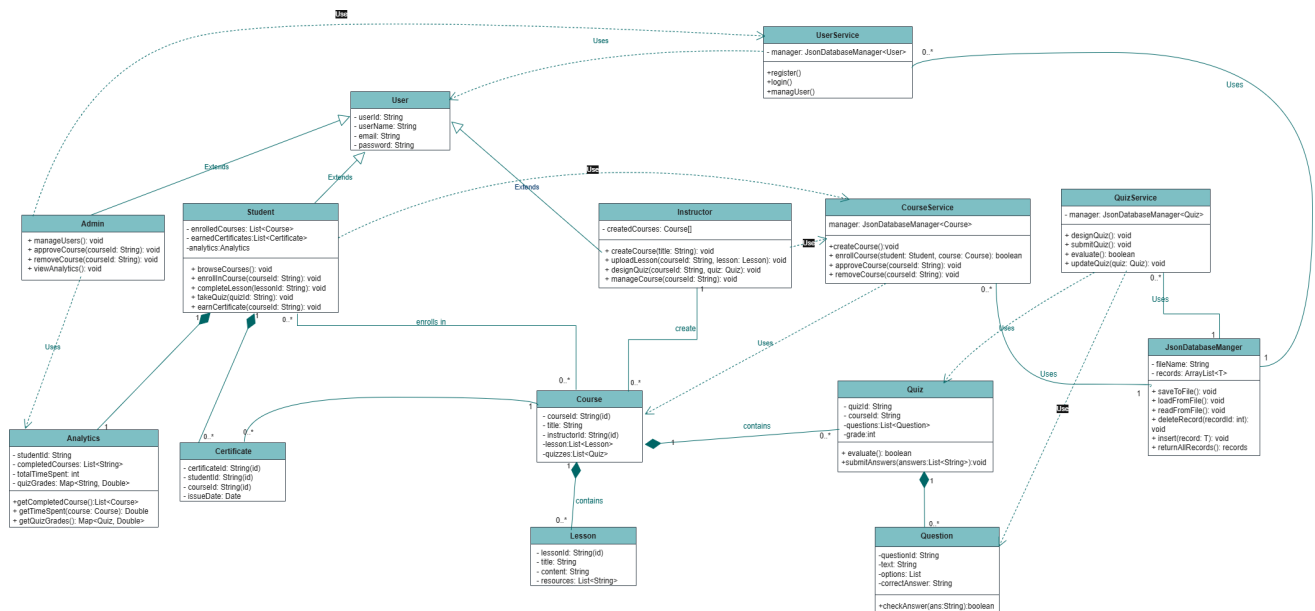 Use
UserService
- manager: JsonDatabaseManager<User>
+register()
+login()
+managUser()
0..*
Uses
Uses
User
- userId: String
- userName: String
- email: String
- password: String
Extends
Extends
Extends
Use
Admin
+ manageUsers(): void
+ approveCourse(courseId: String): void
+ removeCourse(courseId: String): void
+ viewAnalytics(): void
Student
- enrolledCourses: List<Course>
- earnedCertificates:List<Certificate>
-analytics:Analytics
+ browseCourses(): void
+ enrollInCourse(courseId: String): void
+ completeLesson(lessonId: String): void
+ takeQuiz(quizId: String): void
+ earnCertificate(courseId: String): void
Instructor
- createdCourses: Course[]
+ createCourse(title: String): void
+ uploadLesson(courseId: String, lesson: Lesson): void
+ designQuiz(courseId: String, quiz: Quiz): void
+ manageCourse(courseId: String): void
Use
CourseService
manager: JsonDatabaseManager<Course>
+createCourse():void
+ enrollCourse(student: Student, course: Course): boolean
+ approveCourse(courseId: String): void
+ removeCourse(courseId: String): void
QuizService
- manager: JsonDatabaseManager<Quiz>
+ designQuiz(): void
+ submitQuiz(): void
+ evaluate(): boolean
+ updateQuiz(quiz: Quiz): void
1
1
0..*
1
0..*
0..*
enrolls in
create
Uses
Uses
Uses
Uses
Uses
1
1
1
Use
JsonDatabaseManger
- fileName: String
- records: ArrayList<T>
+ saveToFile(): void
+ loadFromFile(): void
+ readFromFile(): void
+ deleteRecord(recordId: int):
void
+ insert(record: T): void
+ returnAllRecords(): records
0..*
0..*
1
Course
- courseId: String(id)
- title: String
- instructorId: String(id)
-lesson:List<Lesson>
-quizzes:List<Quiz>
contains
1
0..*
Quiz
- quizId: String
- courseId: String
-questions:List<Question>
-grade:int
+ evaluate(): boolean
+submitAnswers(answers:List<String>):void
1
0..*
0..*
1
Analytics
- studentId: String
- completedCourses: List<String>
- totalTimeSpent: int
- quizGrades: Map<String, Double>
+getCompletedCourse():List<Course>
+ getTimeSpent(course: Course): Double
+ getQuizGrades(): Map<Quiz, Double>
Certificate
- certificateId: String(id)
- studentId: String(id)
- courseId: String(id)
- issueDate: Date
1
contains
0..*
Lesson
- lessonId: String(id)
- title: String
- content: String
- resources: List<String>
1
0..*
Question
-questionId: String
-text: String
-options: List
-correctAnswer: String
+checkAnswer(ans:String):boolean